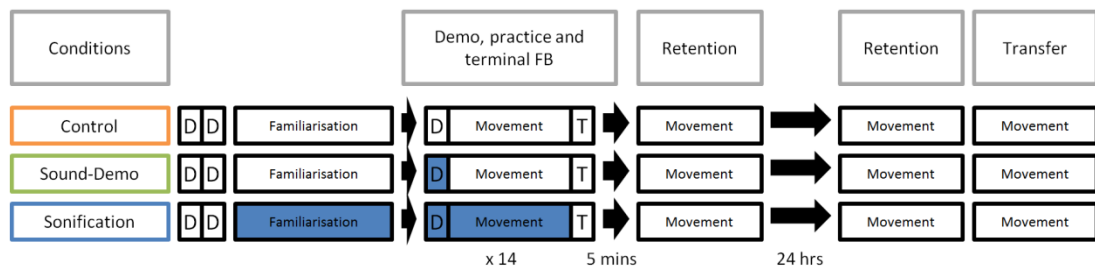 Conditions
Demo, practice and
terminal FB
Retention
Retention
Transfer
Control
D D
Familiarisation
D
Movement
T
Movement
Movement
Movement
Sound-Demo
D D
Familiarisation
D
Movement
T
Movement
Movement
Movement
Sonification
D D
Familiarisation
D
Movement
T
Movement
Movement
Movement
x 14
5 mins
24 hrs